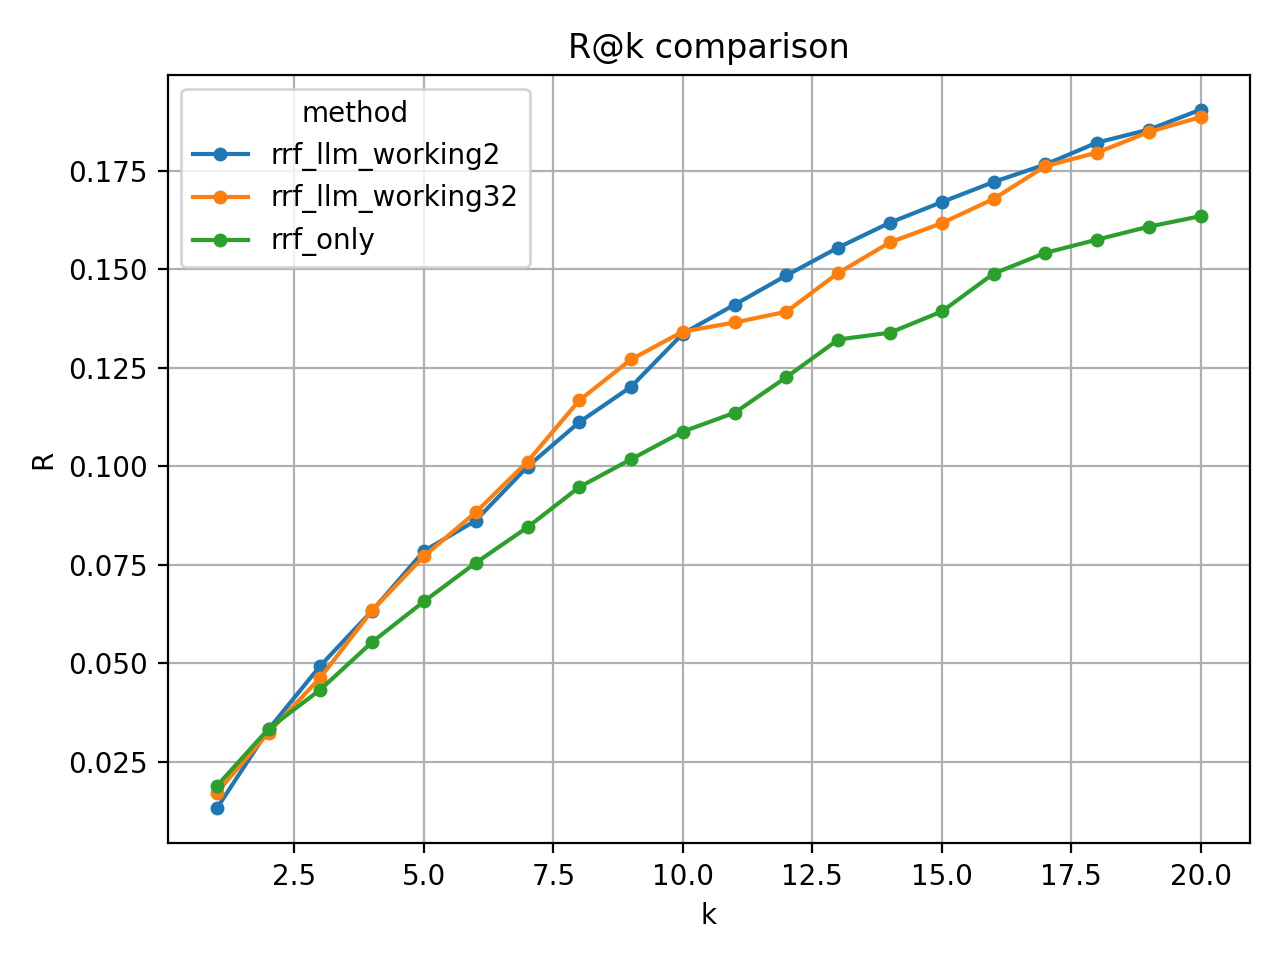 R@k comparison
method
rrf_llm_working2
rrf_llm_working32
rrf_only
0.175
0.150
0.125
0.100
0.075
0.050
0.025
R
2.5 5.0 7.5 10.0 12.5 15.0 17.5 20.0
k